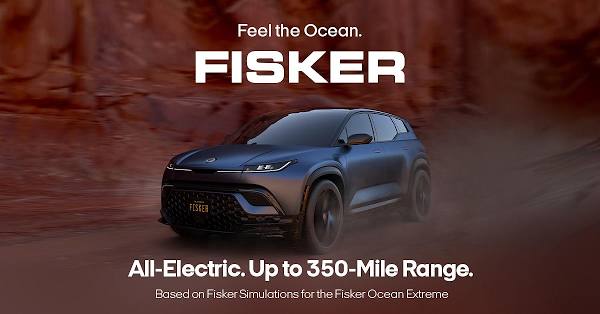 Feel the Ocean.
FISKER
FISKER
All-Electric. Up to 350-Mile Range.
Based on Fisker Simulations for the Fisker Ocean Extreme